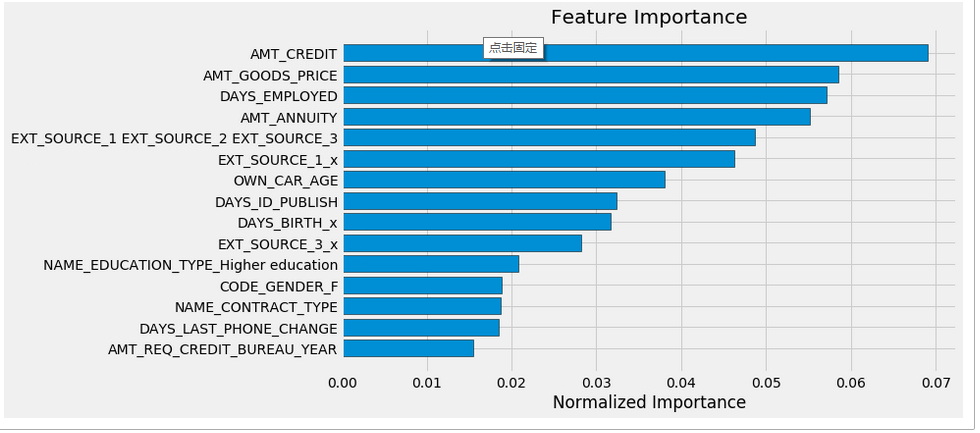 Feature Importance
点击固定
AMT_CREDIT
AMT_GOODS_PRICE
DAYS_EMPLOYED
AMT_ANNUITY
EXT_SOURCE_1 EXT_SOURCE_2 EXT_SOURCE_3
EXT_SOURCE_1_x
OWN_CAR_AGE
DAYS_ID_PUBLISH
DAYS_BIRTH_x
EXT_SOURCE_3_x
NAME_EDUCATION_TYPE_Higher education
CODE_GENDER_F
NAME_CONTRACT_TYPE
DAYS_LAST_PHONE_CHANGE
AMT_REQ_CREDIT_BUREAU_YEAR
0.00 0.01 0.02 0.03 0.04 0.05 0.06 0.07
Normalized Importance